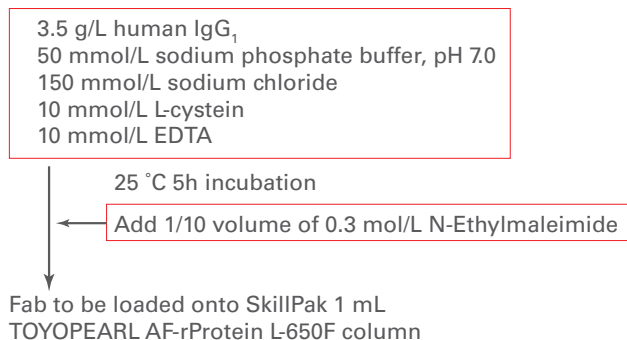 3.5 g/L human IgG₁
50 mmol/L sodium phosphate buffer, pH 7.0
150 mmol/L sodium chloride
10 mmol/L L-cystein
10 mmol/L EDTA
25 °C 5h incubation
Add 1/10 volume of 0.3 mol/L N-Ethylmaleimide
Fab to be loaded onto SkillPak 1 mL
TOYOPEARL AF-rProtein L-650F column